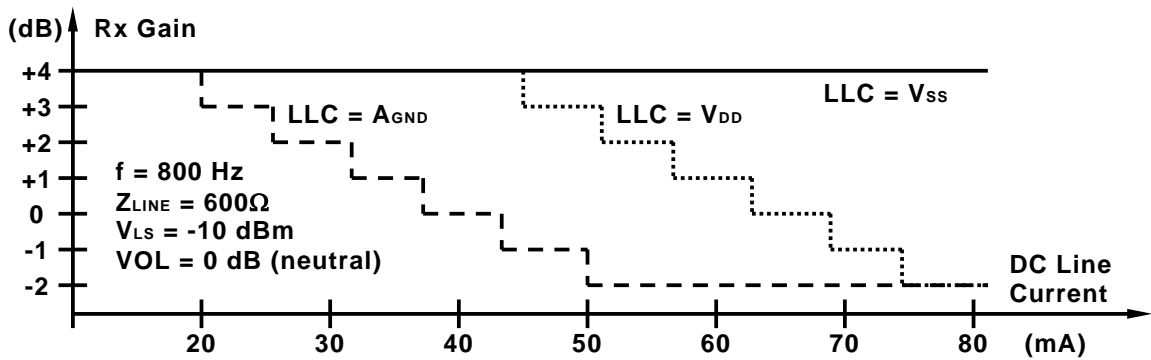 (dB) Rx Gain
+4
+3
+2
+1
0
-1
-2
LLC = AGND
LLC = VDD
LLC = VSS
f = 800 Hz
ZLINE = 600Ω
VLS = -10 dBm
VOL = 0 dB (neutral)
DC Line
Current
20 30 40 50 60 70 80 (mA)